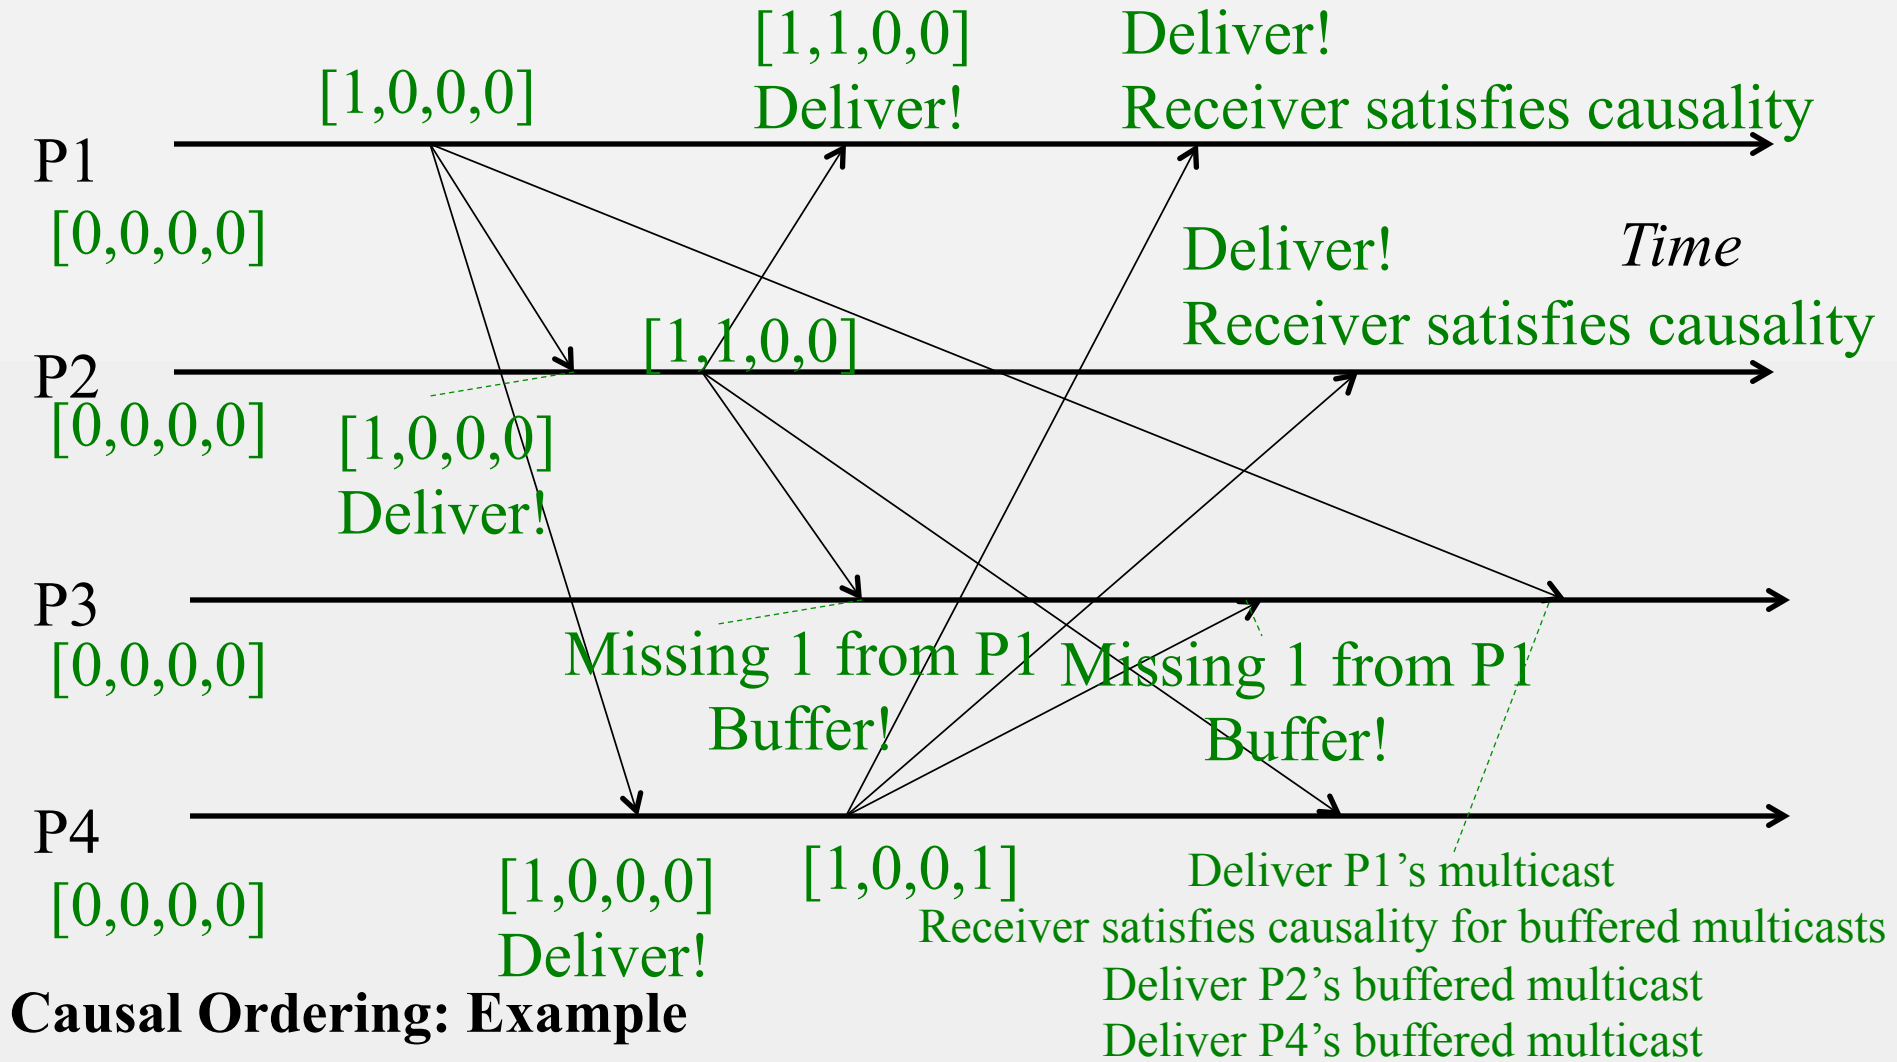 [1,1,0,0]
Deliver!
Deliver!
Receiver satisfies causality
[1,0,0,0]
P1
[0,0,0,0]
Deliver!
Receiver satisfies causality
Time
[1,1,0,0]
P2
[0,0,0,0]
[1,0,0,0]
Deliver!
P3
[0,0,0,0]
Missing 1 from P1
Buffer!
Missing 1 from P1
Buffer!
P4
[0,0,0,0]
[1,0,0,0]
Deliver!
[1,0,0,1]
Deliver P1’s multicast
Receiver satisfies causality for buffered multicasts
Deliver P2’s buffered multicast
Deliver P4’s buffered multicast
Causal Ordering: Example